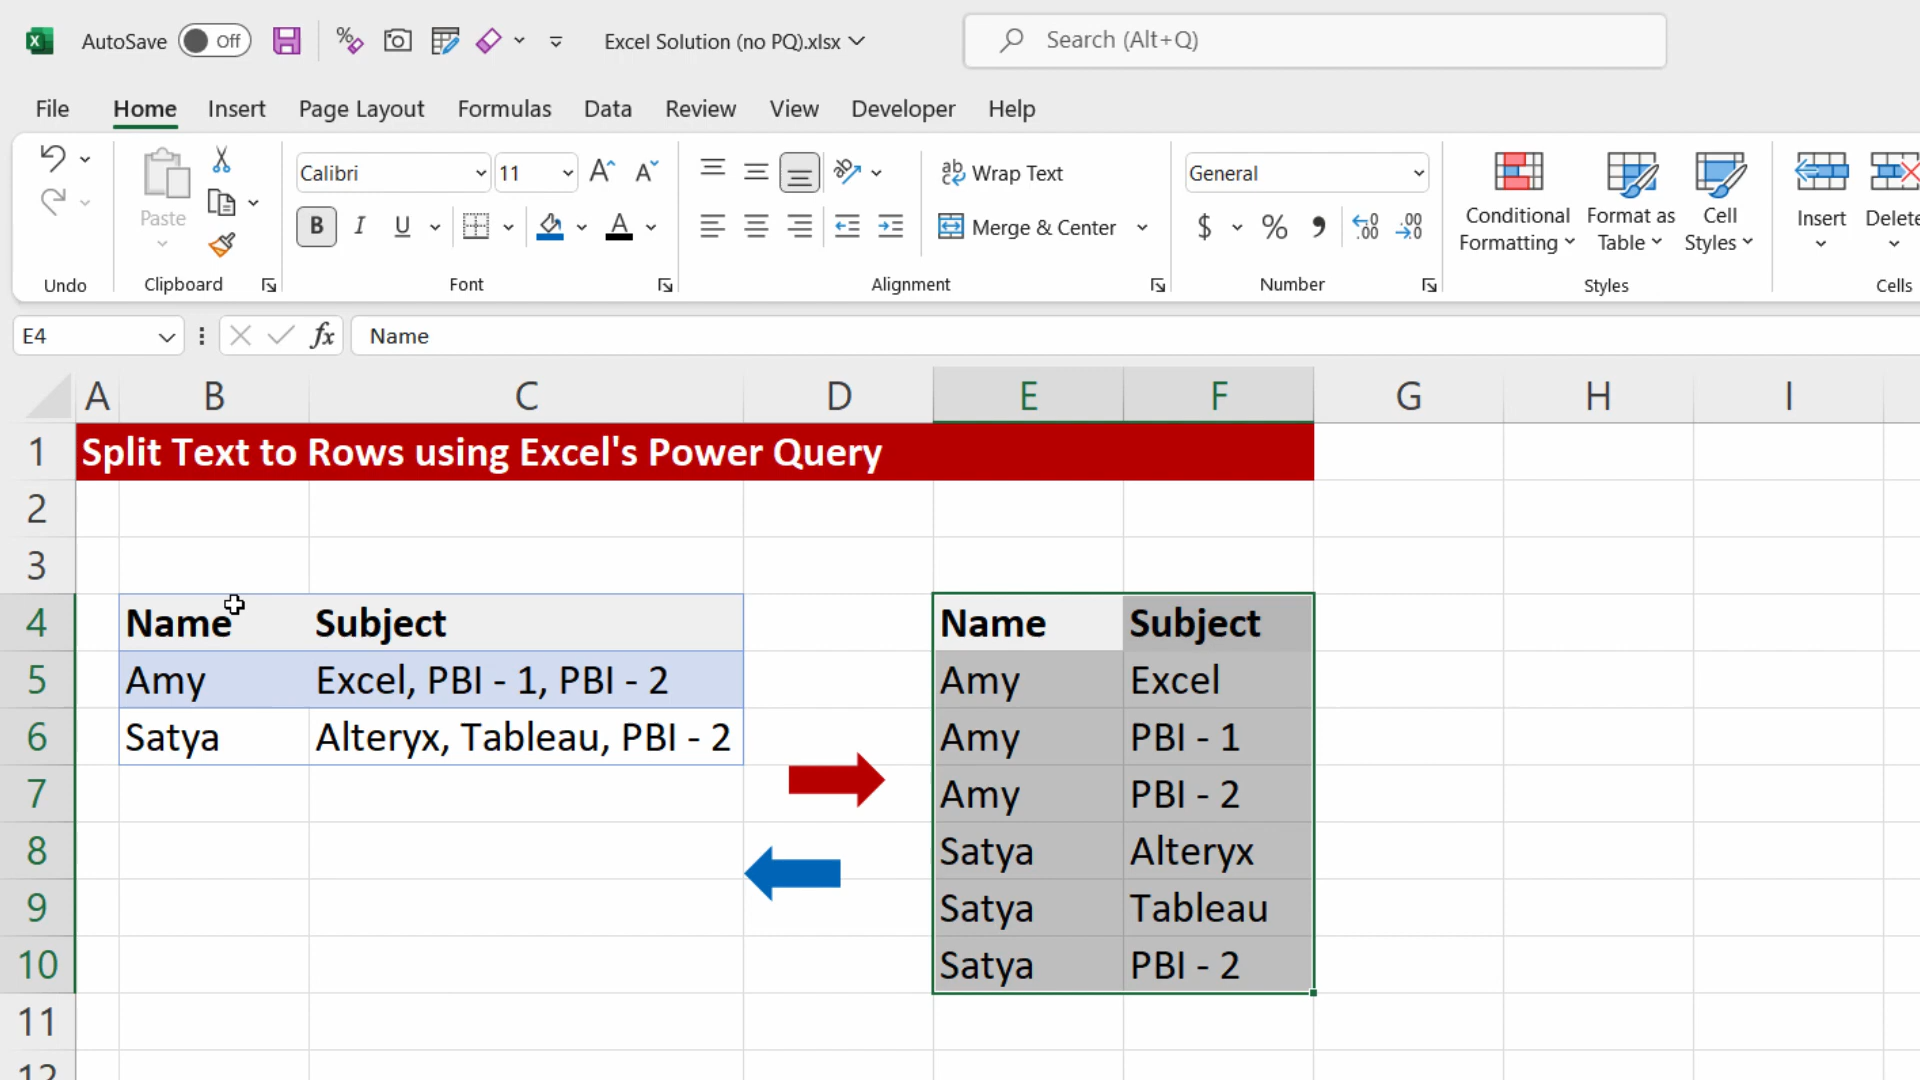 AutoSave Off Excel Solution (no PQ).xlsx Search (Alt+Q)
File Home Insert Page Layout Formulas Data Review View Developer Help
Paste Calibri 11 Wrap Text General Conditional Formatting Format as Table Cell Styles Insert Delete
B I U A Merge & Center $ % , .00
Undo Clipboard Font Alignment Number Styles Cells
E4 fx Name
A B C D E F G H I
1 Split Text to Rows using Excel's Power Query
2
3
4 Name Subject Name Subject
5 Amy Excel, PBI - 1, PBI - 2 Amy Excel
6 Satya Alteryx, Tableau, PBI - 2 Amy PBI - 1
7 Amy PBI - 2
8 Satya Alteryx
9 Satya Tableau
10 Satya PBI - 2
11
12